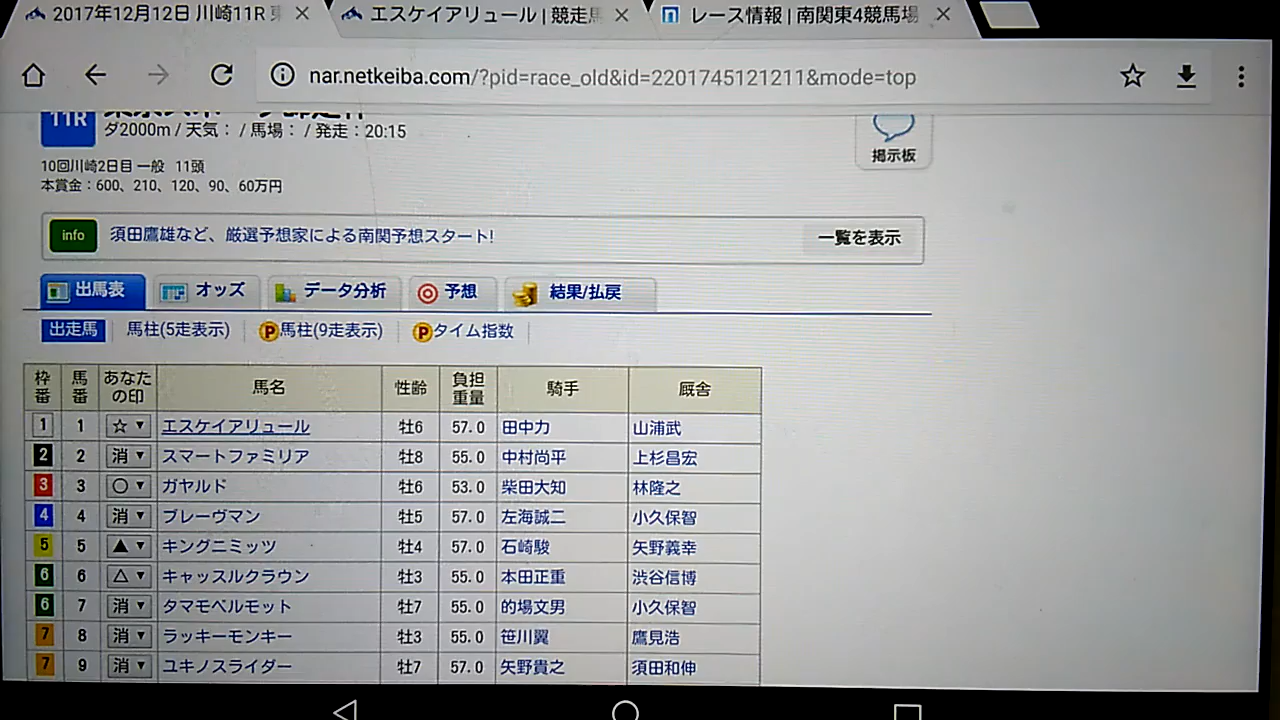 2017年12月12日 川崎11R 東
エスケイアリュール | 競走馬
レース情報 | 南関東4競馬場
nar.netkeiba.com/?pid=race_old&id=2201745121211&mode=top
11R
ダ2000m / 天気： / 馬場： / 発走：20:15
掲示板
10回川崎2日目 一般 11頭
本賞金：600、210、120、90、60万円
info 須田鷹雄など、厳選予想家による南関予想スタート! 一覧を表示
出馬表 オッズ データ分析 予想 結果/払戻
出走馬 馬柱(5走表示) P馬柱(9走表示) Pタイム指数
枠番 馬番 あなたの印 馬名 性齢 負担重量 騎手 厩舎
1 1 ☆ ▼ エスケイアリュール 牡6 57.0 田中力 山浦武
2 2 消 ▼ スマートファミリア 牡8 55.0 中村尚平 上杉昌宏
3 3 ○ ▼ ガヤルド 牡6 53.0 柴田大知 林隆之
4 4 消 ▼ ブレーヴマン 牡5 57.0 左海誠二 小久保智
5 5 ▲ ▼ キングニミッツ 牡4 57.0 石崎駿 矢野義幸
6 6 △ ▼ キャッスルクラウン 牡3 55.0 本田正重 渋谷信博
6 7 消 ▼ タマモベルモット 牡7 55.0 的場文男 小久保智
7 8 消 ▼ ラッキーモンキー 牡3 55.0 笹川翼 鷹見浩
7 9 消 ▼ ユキノスライダー 牡7 57.0 矢野貴之 須田和伸